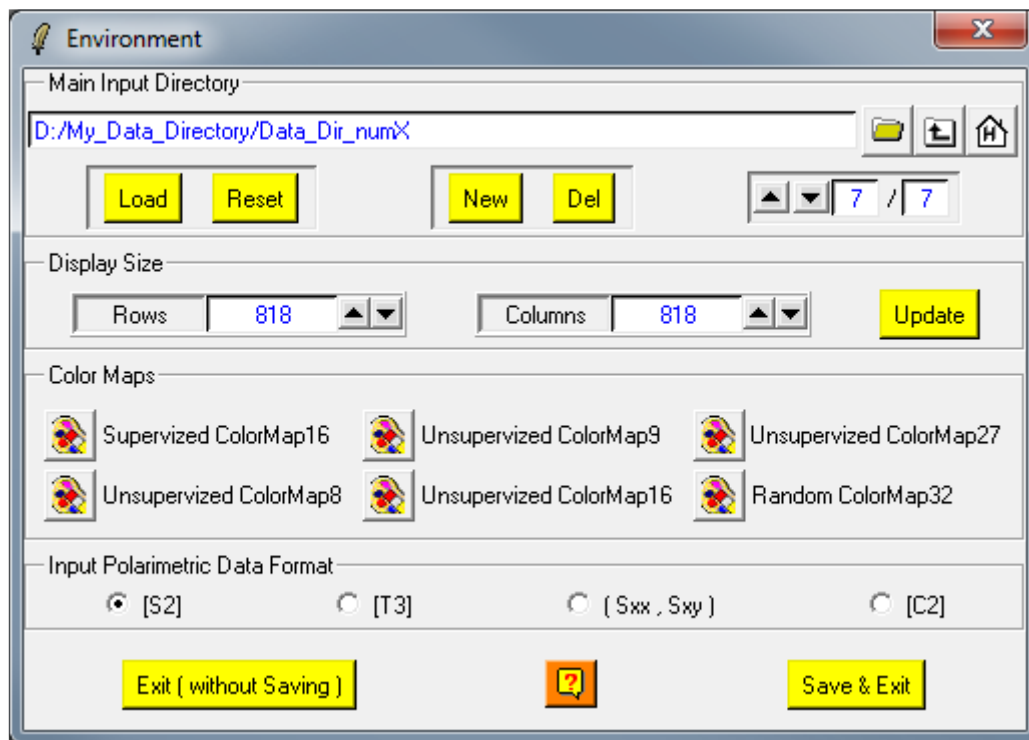 Environment
Main Input Directory
D:/My_Data_Directory/Data_Dir_numX
H
Load Reset New Del 7 / 7
Display Size
Rows 818 Columns 818 Update
Color Maps
Supervized ColorMap16 Unsupervized ColorMap9 Unsupervized ColorMap27
Unsupervized ColorMap8 Unsupervized ColorMap16 Random ColorMap32
Input Polarimetric Data Format
[S2] [T3] ( Sxx , Sxy ) [C2]
Exit ( without Saving ) ? Save & Exit